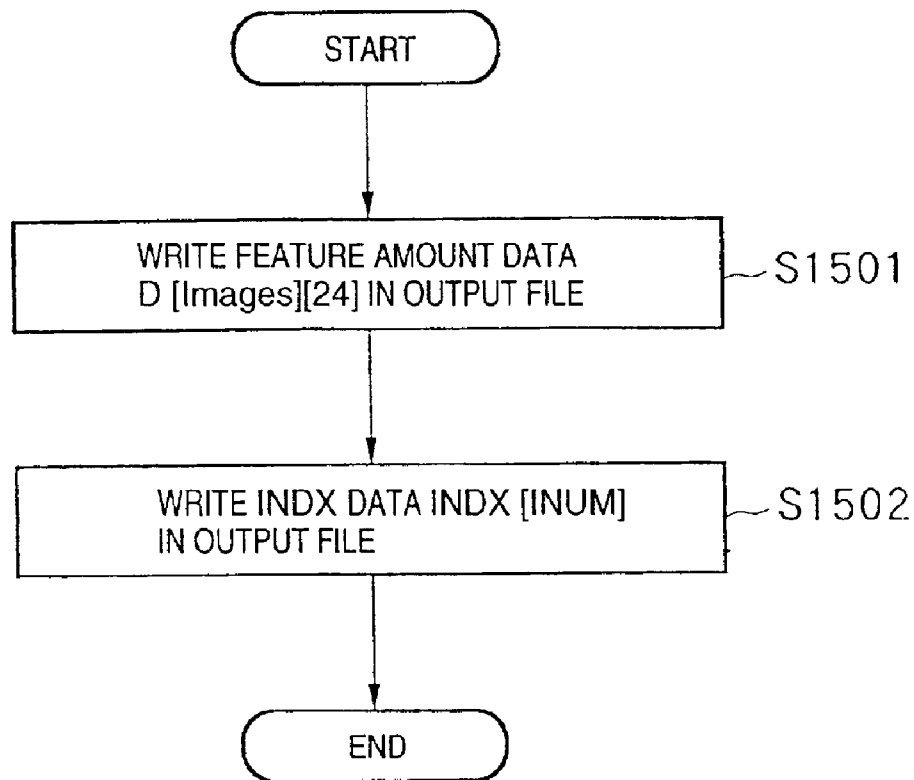 START
WRITE FEATURE AMOUNT DATA
D [Images][24] IN OUTPUT FILE
S1501
WRITE INDX DATA INDX [INUM]
IN OUTPUT FILE
S1502
END